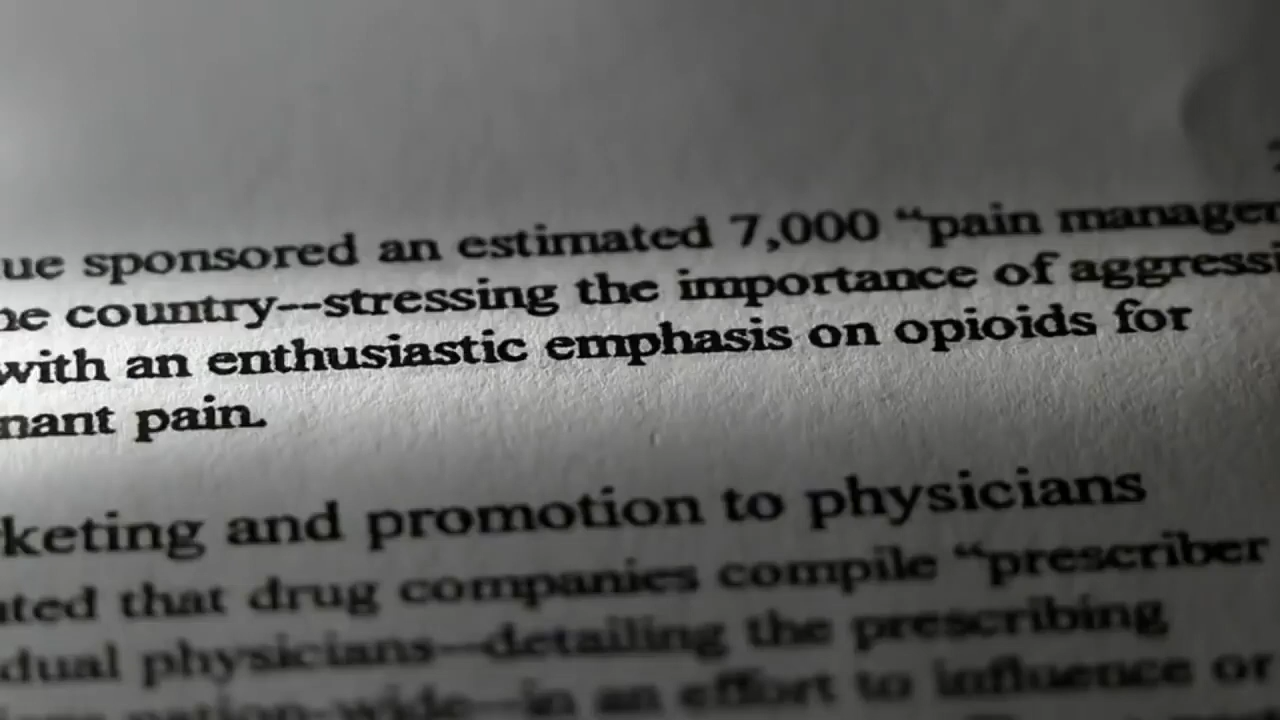 ue sponsored an estimated 7,000 “pain manage
he country--stressing the importance of aggressi
with an enthusiastic emphasis on opioids for
nant pain.
keting and promotion to physicians
ated that drug companies compile “prescriber
dual physicians—detailing the prescribing
nation-wide—in an effort to influence or